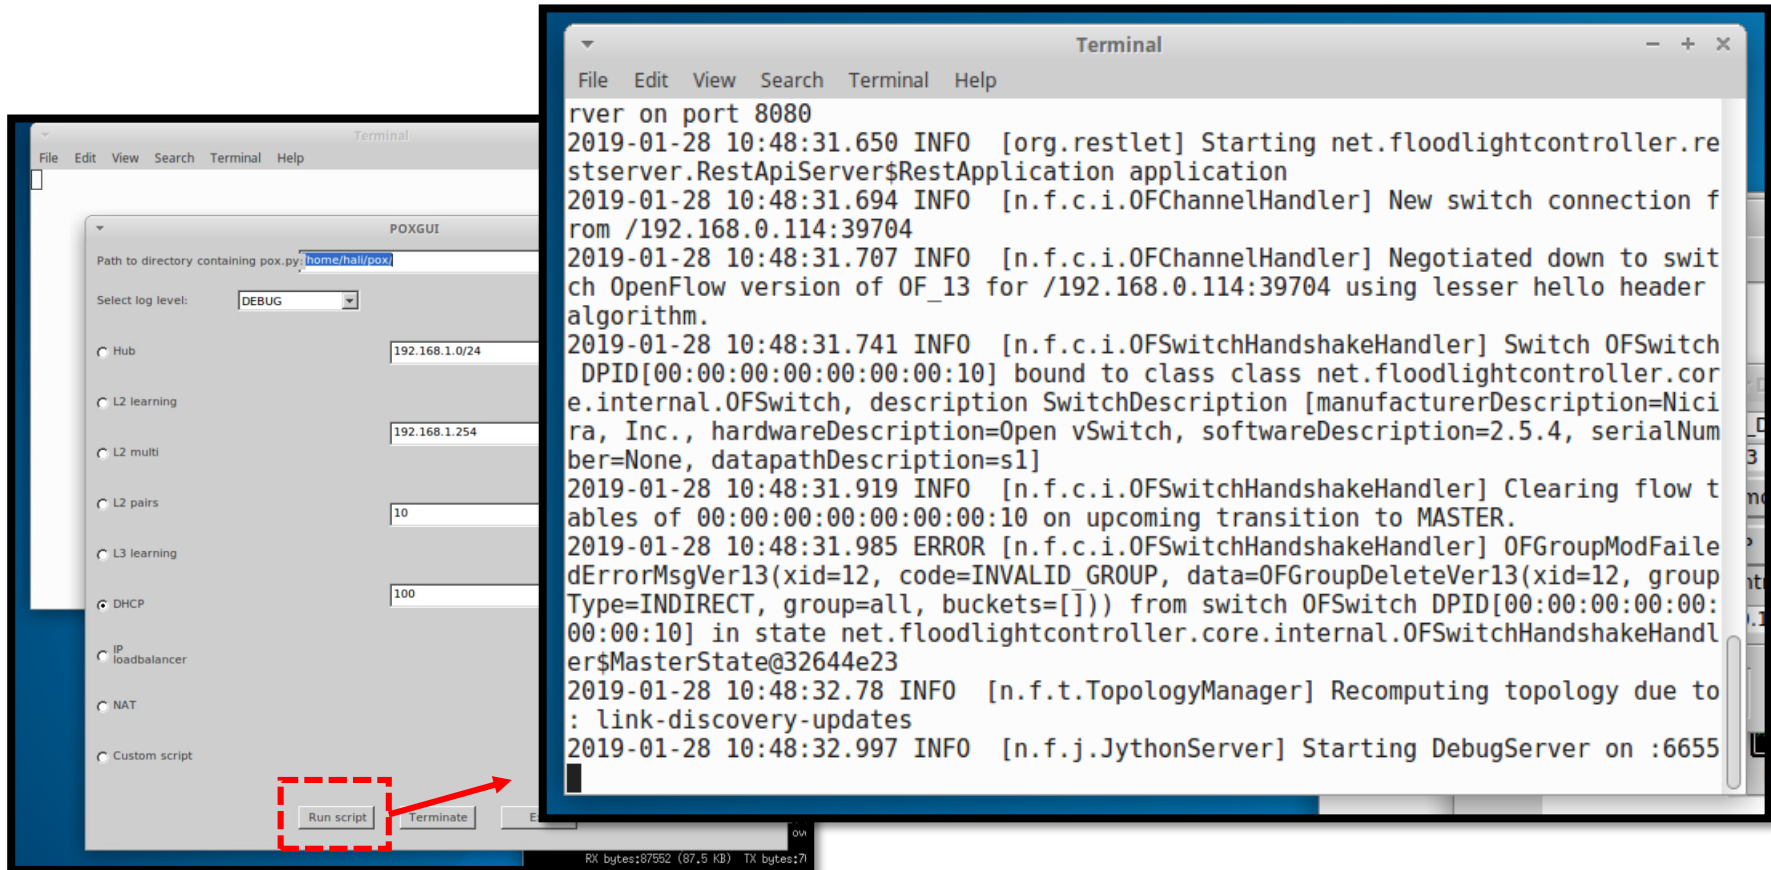 Terminal
File Edit View Search Terminal Help
POXGUI
Path to directory containing pox.py: /home/hali/pox/
Select log level: DEBUG
Hub 192.168.1.0/24
L2 learning
192.168.1.254
L2 multi
L2 pairs
10
L3 learning
100
DHCP
IP
loadbalancer
NAT
Custom script
Run script Terminate
RX bytes:87552 (87.5 KB) TX bytes:7
Terminal
File Edit View Search Terminal Help
rver on port 8080
2019-01-28 10:48:31.650 INFO [org.restlet] Starting net.floodlightcontroller.re
stserver.RestApiServer$RestApplication application
2019-01-28 10:48:31.694 INFO [n.f.c.i.OFChannelHandler] New switch connection f
rom /192.168.0.114:39704
2019-01-28 10:48:31.707 INFO [n.f.c.i.OFChannelHandler] Negotiated down to swit
ch OpenFlow version of OF_13 for /192.168.0.114:39704 using lesser hello header
algorithm.
2019-01-28 10:48:31.741 INFO [n.f.c.i.OFSwitchHandshakeHandler] Switch OFSwitch
DPID[00:00:00:00:00:00:00:10] bound to class class net.floodlightcontroller.cor
e.internal.OFSwitch, description SwitchDescription [manufacturerDescription=Nici
ra, Inc., hardwareDescription=Open vSwitch, softwareDescription=2.5.4, serialNum
ber=None, datapathDescription=s1]
2019-01-28 10:48:31.919 INFO [n.f.c.i.OFSwitchHandshakeHandler] Clearing flow t
ables of 00:00:00:00:00:00:00:10 on upcoming transition to MASTER.
2019-01-28 10:48:31.985 ERROR [n.f.c.i.OFSwitchHandshakeHandler] OFGroupModFaile
dErrorMsgVer13(xid=12, code=INVALID_GROUP, data=OFGroupDeleteVer13(xid=12, group
Type=INDIRECT, group=all, buckets=[])) from switch OFSwitch DPID[00:00:00:00:00:
00:00:10] in state net.floodlightcontroller.core.internal.OFSwitchHandshakeHandl
er$MasterState@32644e23
2019-01-28 10:48:32.78 INFO [n.f.t.TopologyManager] Recomputing topology due to
: link-discovery-updates
2019-01-28 10:48:32.997 INFO [n.f.j.JythonServer] Starting DebugServer on :6655